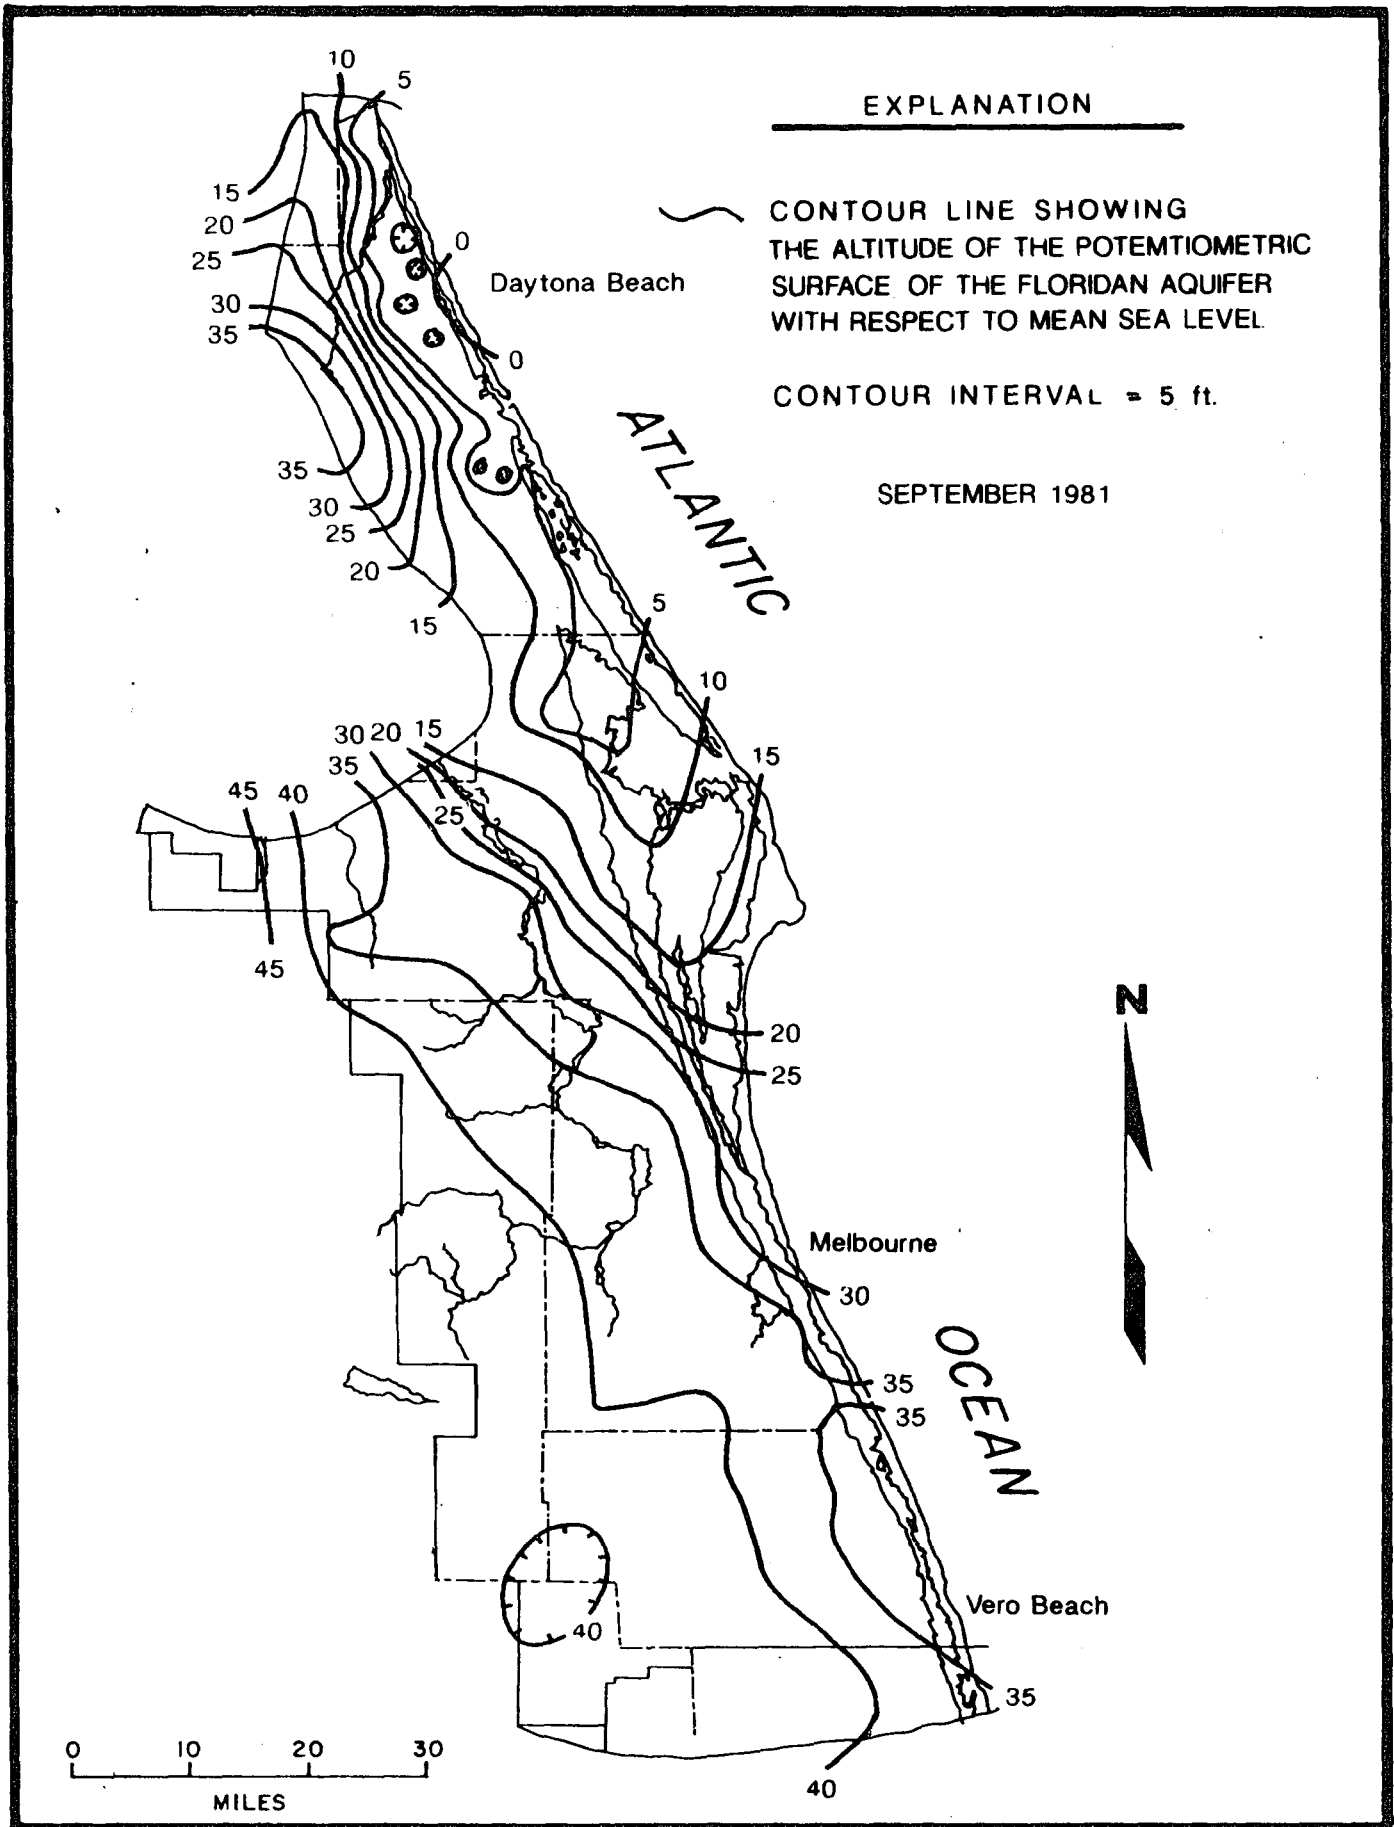 10
5
EXPLANATION
15
CONTOUR LINE SHOWING
20
THE ALTITUDE OF THE POTEMTIOMETRIC
0
25
Daytona Beach
SURFACE OF THE FLORIDAN AQUIFER
30
WITH RESPECT TO MEAN SEA LEVEL
35
0
CONTOUR INTERVAL = 5 ft.
ATLANTIC
35
SEPTEMBER 1981
30
25
20
5
15
10
30 20 15
15
35
45 40
25
45
N
20
25
Melbourne
30
OCEAN
35
35
Vero Beach
40
35
0 10 20 30
40
MILES